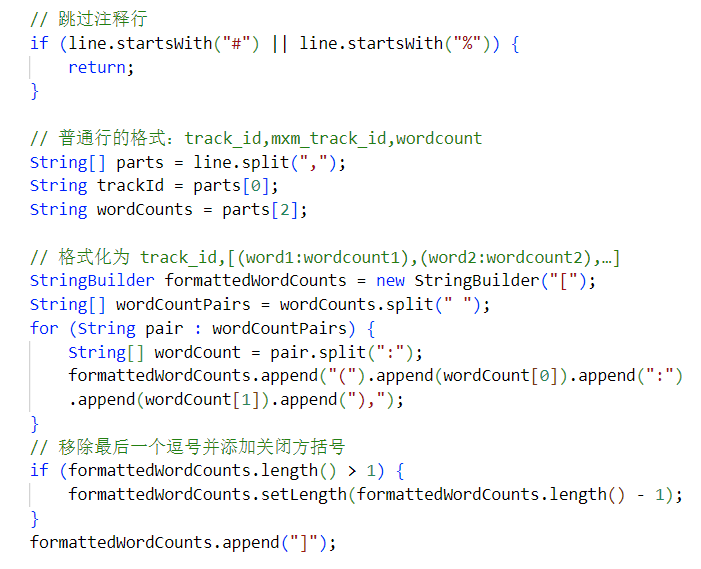 // 跳过注释行
if (line.startsWith("#") || line.startsWith("%")) {
    return;
}

// 普通行的格式：track_id,mxm_track_id,wordcount
String[] parts = line.split(",");
String trackId = parts[0];
String wordCounts = parts[2];

// 格式化为 track_id,[(word1:wordcount1),(word2:wordcount2),…]
StringBuilder formattedWordCounts = new StringBuilder("[");
String[] wordCountPairs = wordCounts.split(" ");
for (String pair : wordCountPairs) {
    String[] wordCount = pair.split(":");
    formattedWordCounts.append("(").append(wordCount[0]).append(":")
    .append(wordCount[1]).append("),");
}
// 移除最后一个逗号并添加关闭方括号
if (formattedWordCounts.length() > 1) {
    formattedWordCounts.setLength(formattedWordCounts.length() - 1);
}
formattedWordCounts.append("]");